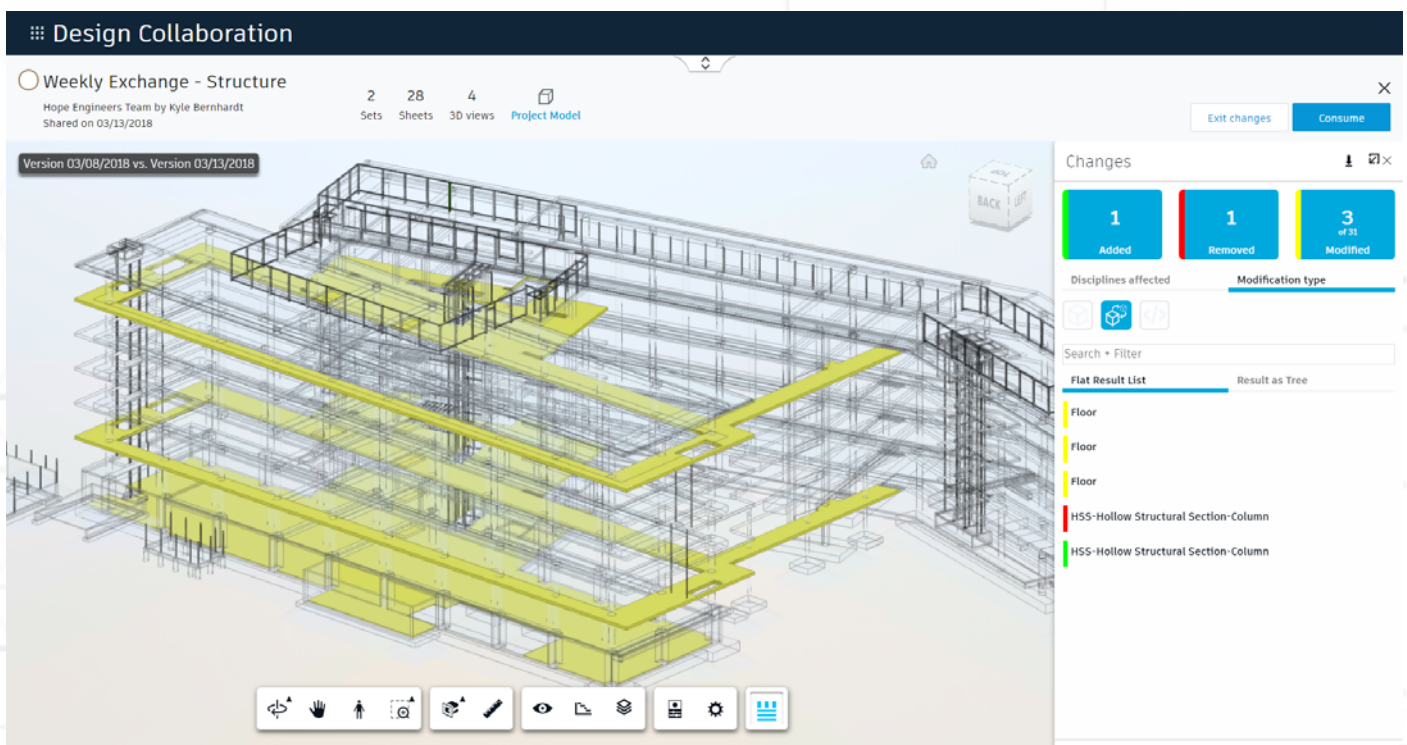 Design Collaboration
Weekly Exchange - Structure
Hope Engineers Team by Kyle Bernhardt
Shared on 03/13/2018
2
Sets
28
Sheets
4
3D views
Project Model
Exit changes
Consume
Version 03/08/2018 vs. Version 03/13/2018
TOP
BACK
LEFT
Changes
1
Added
1
Removed
3
of 31
Modified
Disciplines affected
Modification type
Search + Filter
Flat Result List
Result as Tree
Floor
Floor
Floor
HSS-Hollow Structural Section-Column
HSS-Hollow Structural Section-Column